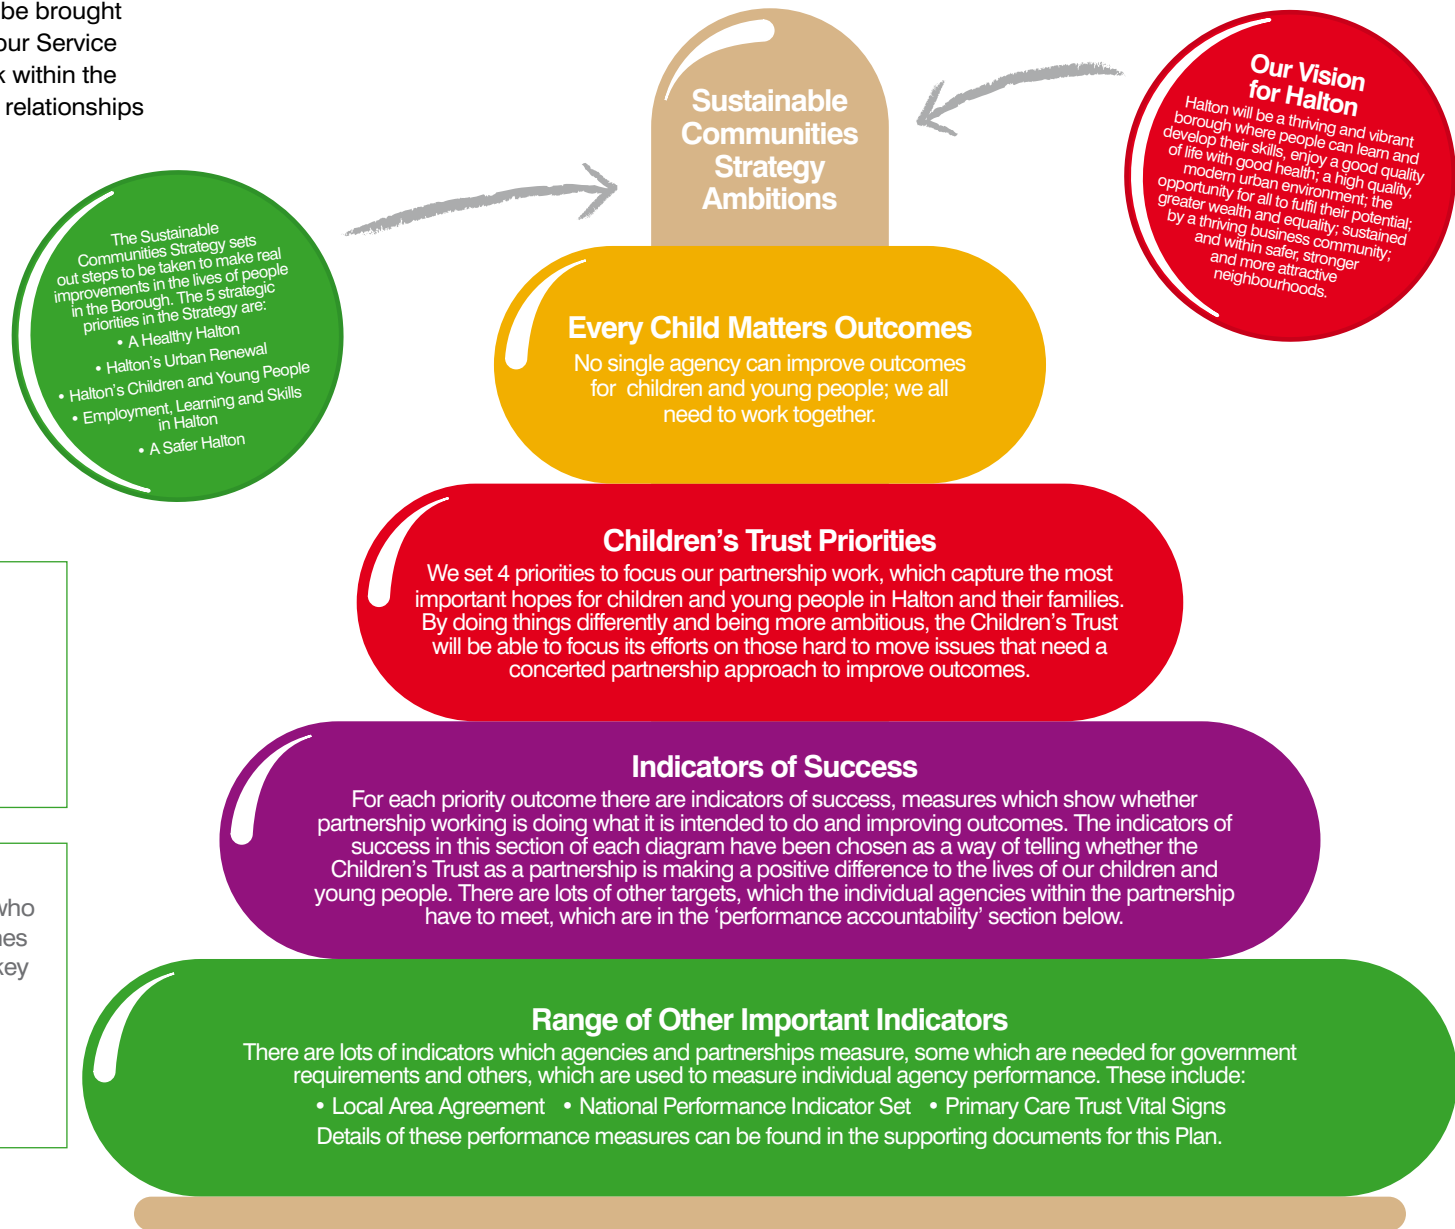 be brought
our Service
within the
relationships
Sustainable
Communities
Strategy
Ambitions
Our Vision
for Halton
Halton will be a thriving and vibrant
borough where people can learn and
develop their skills, enjoy a good quality
of life with good health; a high quality,
modern urban environment; the
opportunity for all to fulfil their potential;
greater wealth and equality; sustained
by a thriving business community;
and within safer, stronger
and more attractive
neighbourhoods.
The Sustainable
Communities Strategy sets
out steps to be taken to make real
improvements in the lives of people
in the Borough. The 5 strategic
priorities in the Strategy are:
• A Healthy Halton
• Halton's Urban Renewal
• Halton's Children and Young People
• Employment, Learning and Skills
in Halton
• A Safer Halton
Every Child Matters Outcomes
No single agency can improve outcomes
for children and young people; we all
need to work together.
Children's Trust Priorities
We set 4 priorities to focus our partnership work, which capture the most
important hopes for children and young people in Halton and their families.
By doing things differently and being more ambitious, the Children's Trust
will be able to focus its efforts on those hard to move issues that need a
concerted partnership approach to improve outcomes.
Indicators of Success
For each priority outcome there are indicators of success, measures which show whether
partnership working is doing what it is intended to do and improving outcomes. The indicators of
success in this section of each diagram have been chosen as a way of telling whether the
Children's Trust as a partnership is making a positive difference to the lives of our children and
young people. There are lots of other targets, which the individual agencies within the partnership
have to meet, which are in the 'performance accountability' section below.
who
key
Range of Other Important Indicators
There are lots of indicators which agencies and partnerships measure, some which are needed for government
requirements and others, which are used to measure individual agency performance. These include:
• Local Area Agreement • National Performance Indicator Set • Primary Care Trust Vital Signs
Details of these performance measures can be found in the supporting documents for this Plan.